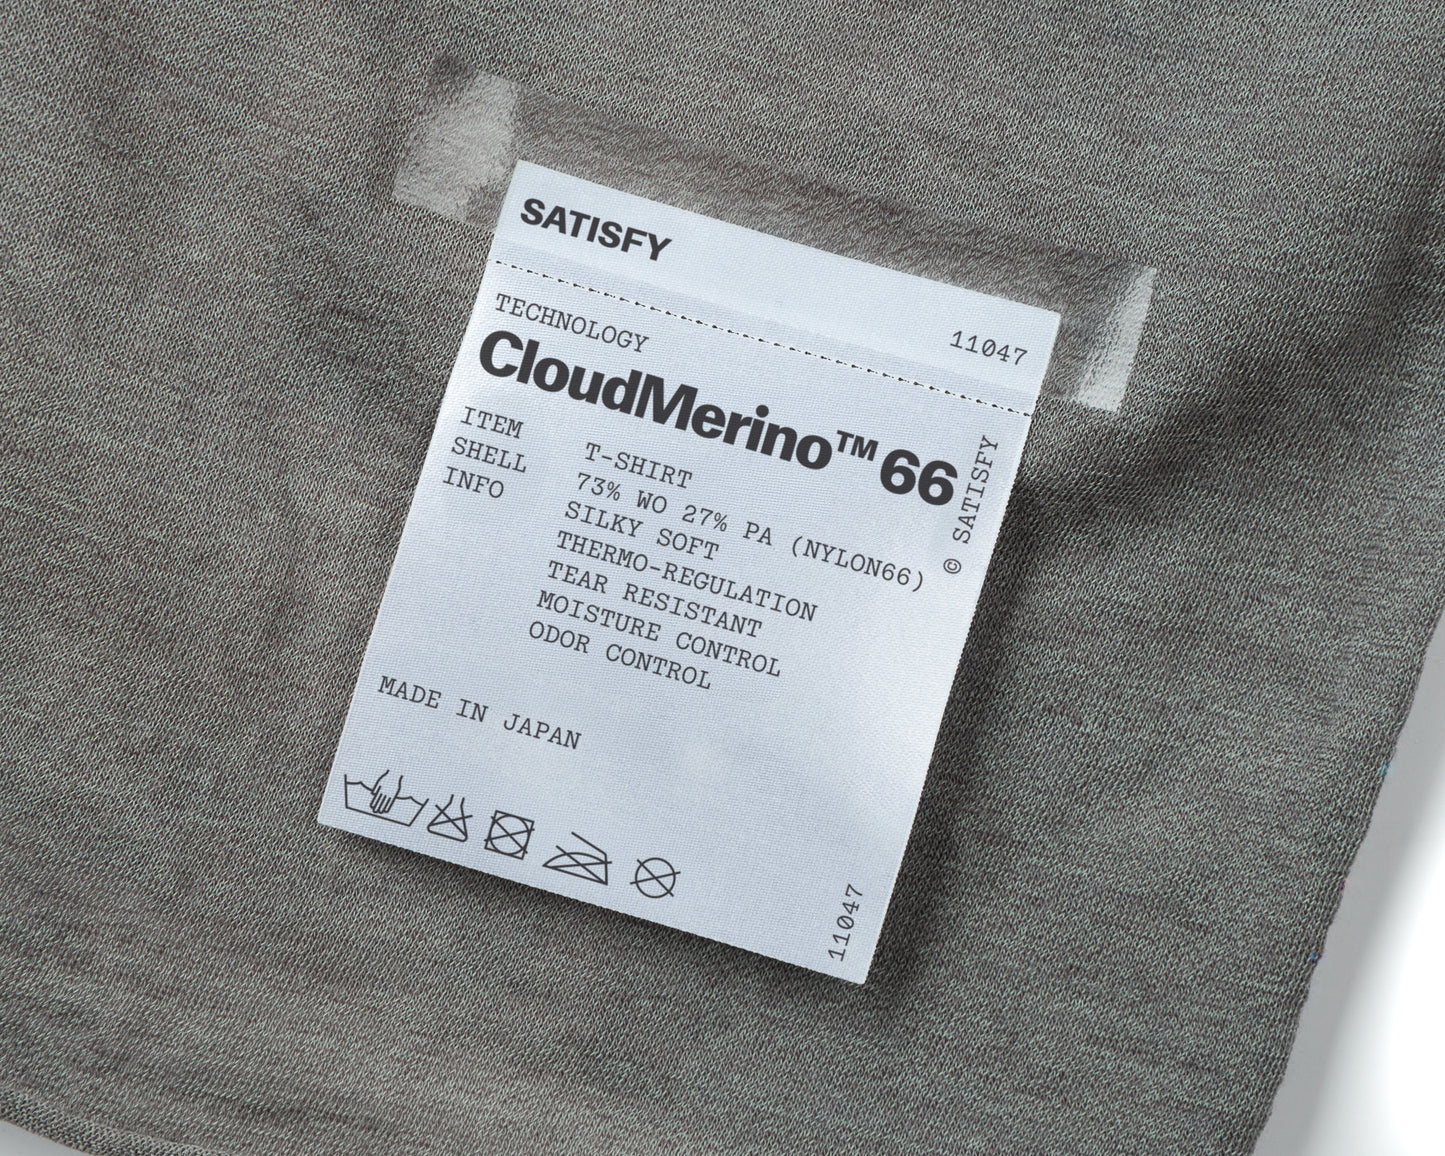 SATISFY
11047
TECHNOLOGY
CloudMerino™ 66
ITEM T-SHIRT
SHELL 73% WO 27% PA (NYLON66)
INFO SILKY SOFT
THERMO-REGULATION
TEAR RESISTANT
MOISTURE CONTROL
ODOR CONTROL
© SATISFY
MADE IN JAPAN
11047